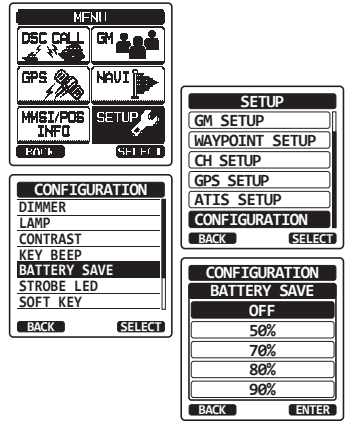 MENU
DSC CALL
GM
GPS
NAVI
MMSI/POS
INFO
SETUP
BACK
SELECT
SETUP
GM SETUP
WAYPOINT SETUP
CH SETUP
GPS SETUP
ATIS SETUP
CONFIGURATION
BACK
SELECT
CONFIGURATION
DIMMER
LAMP
CONTRAST
KEY BEEP
BATTERY SAVE
STROBE LED
SOFT KEY
BACK
SELECT
CONFIGURATION
BATTERY SAVE
OFF
50%
70%
80%
90%
BACK
ENTER